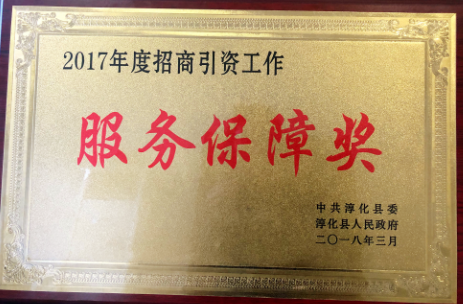 2017年度招商引资工作
服务保障奖
中共淳化县委
淳化县人民政府
二〇一八年三月